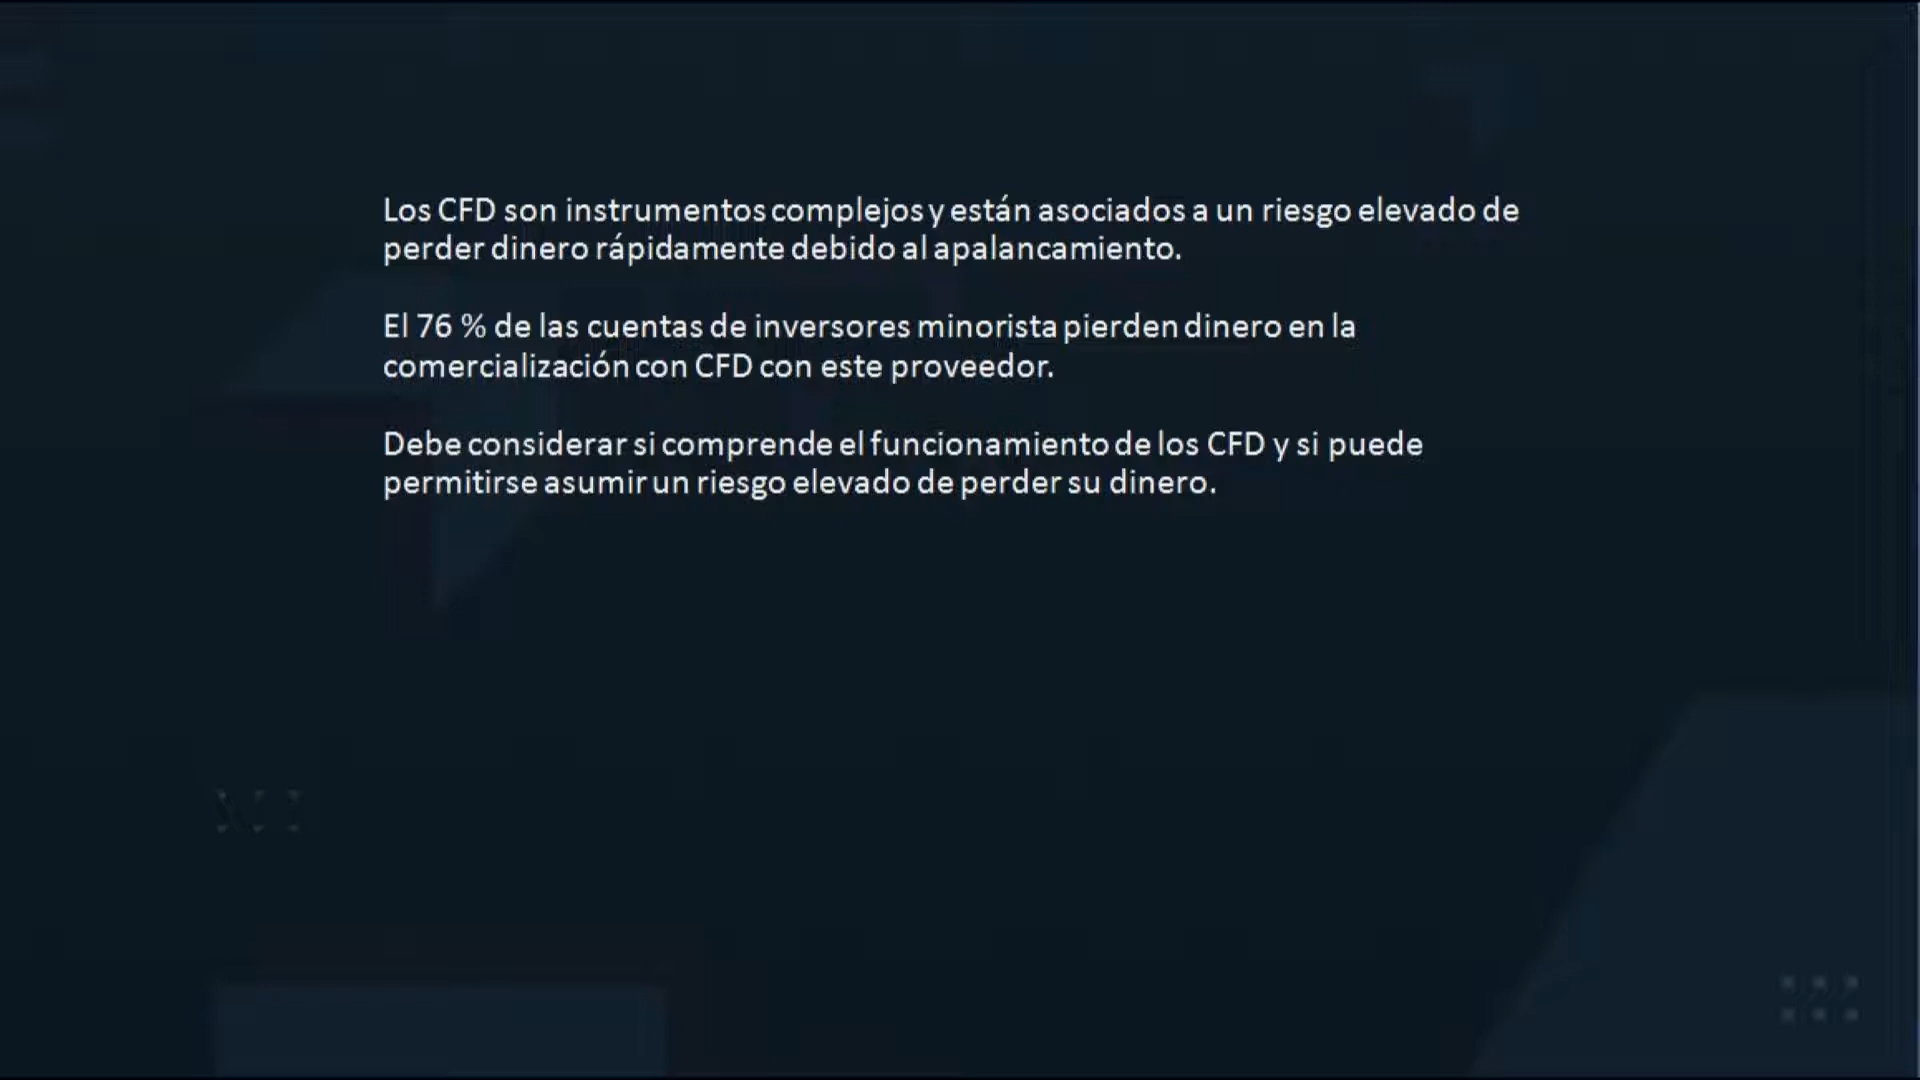 Los CFD son instrumentos complejos y están asociados a un riesgo elevado de
perder dinero rápidamente debido al apalancamiento.
El 76 % de las cuentas de inversores minorista pierden dinero en la
comercialización con CFD con este proveedor.
Debe considerar si comprende el funcionamiento de los CFD y si puede
permitirse asumir un riesgo elevado de perder su dinero.